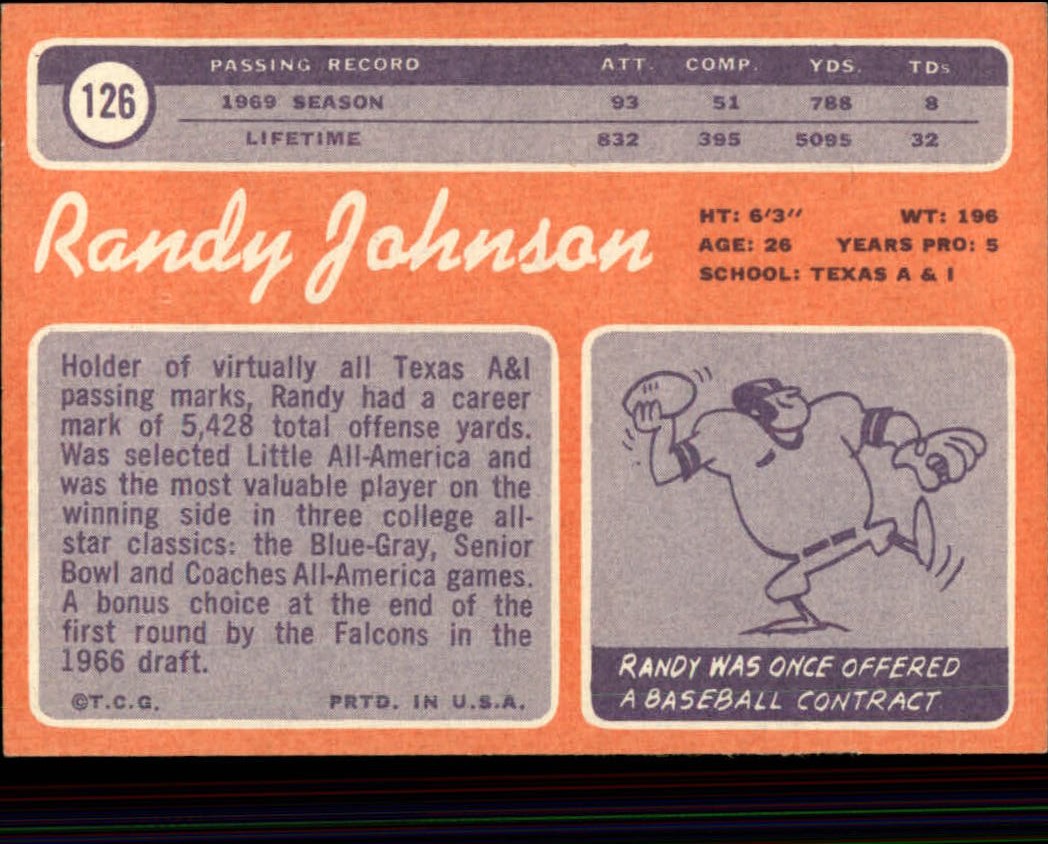 126
PASSING RECORD ATT. COMP. YDS. TDs
1969 SEASON 93 51 788 8
LIFETIME 832 395 5095 32
Randy Johnson
HT: 6'3" WT: 196
AGE: 26 YEARS PRO: 5
SCHOOL: TEXAS A & I
Holder of virtually all Texas A&I
passing marks, Randy had a career
mark of 5,428 total offense yards.
Was selected Little All-America and
was the most valuable player on the
winning side in three college all-
star classics: the Blue-Gray, Senior
Bowl and Coaches All-America games.
A bonus choice at the end of the
first round by the Falcons in the
1966 draft.
©T.C.G. PRTD. IN U.S.A.
RANDY WAS ONCE OFFERED
A BASEBALL CONTRACT